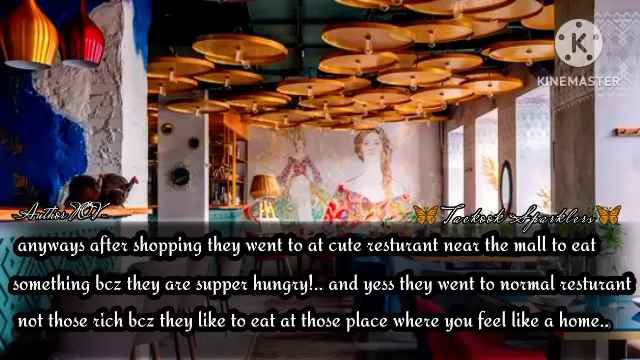 KINEMASTER
Author POV..
🦋Taekook Sparklers🦋
anyways after shopping they went to at cute resturant near the mall to eat
something bcz they are supper hungry!.. and yess they went to normal resturant
not those rich bcz they like to eat at those place where you feel like a home..